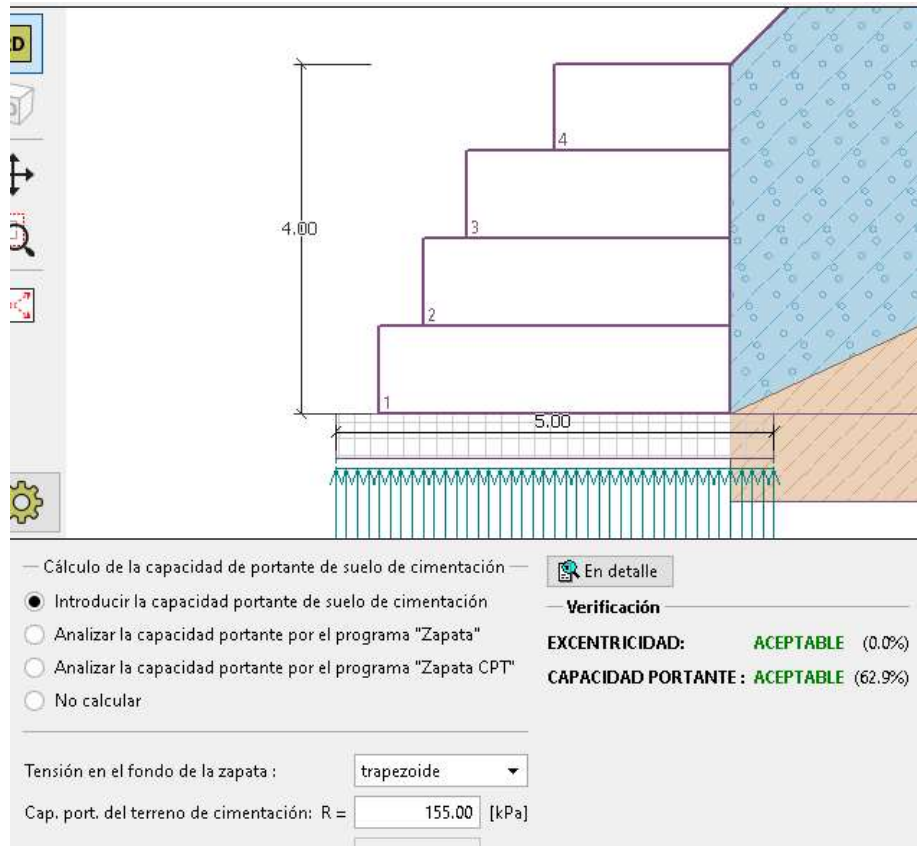 D
4
4.00
3
2
1
5.00
Cálculo de la capacidad de portante de suelo de cimentación
Introducir la capacidad portante de suelo de cimentación
Analizar la capacidad portante por el programa "Zapata"
Analizar la capacidad portante por el programa "Zapata CPT"
No calcular
Tensión en el fondo de la zapata : trapezoide
Cap. port. del terreno de cimentación: R = 155.00 [kPa]
En detalle
Verificación
EXCENTRICIDAD: ACEPTABLE (0.0%)
CAPACIDAD PORTANTE : ACEPTABLE (62.9%)